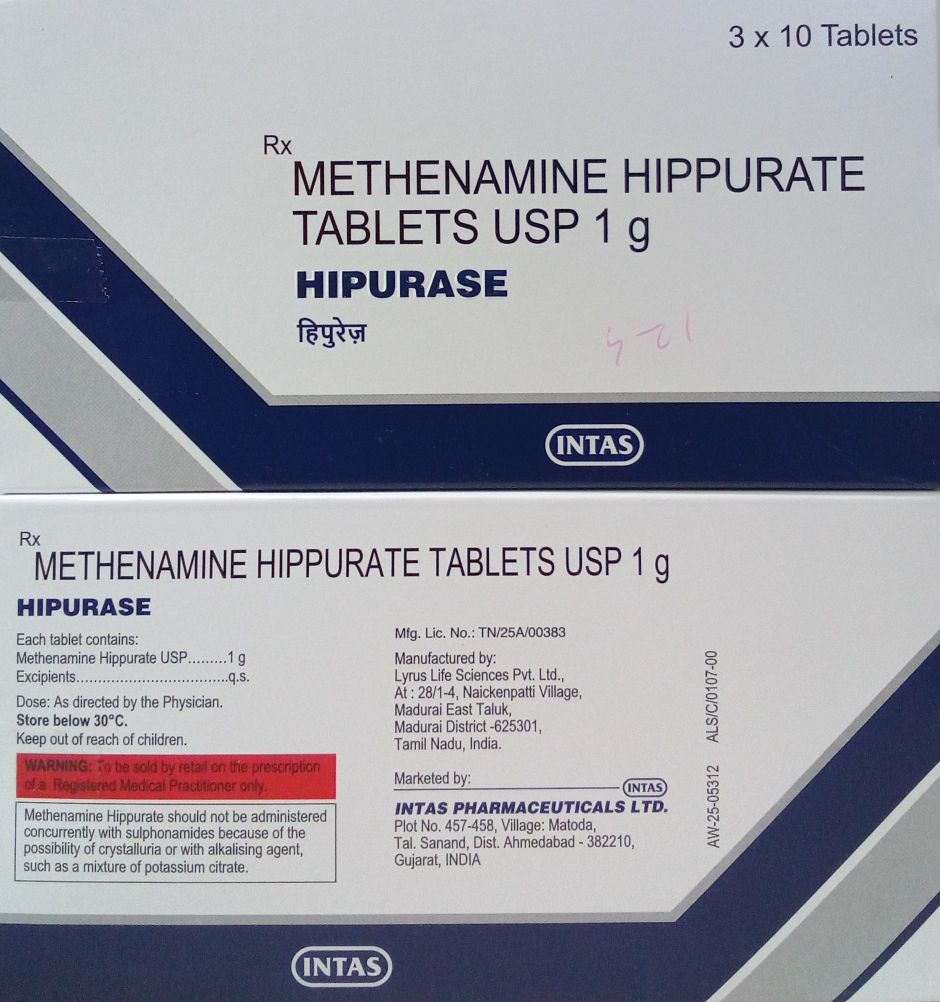 3 x 10 Tablets
Rx
METHENAMINE HIPPURATE
TABLETS USP 1 g
HIPURASE
हिपुरेज़
INTAS
Rx
METHENAMINE HIPPURATE TABLETS USP 1 g
HIPURASE
Each tablet contains:
Methenamine Hippurate USP.........1 g
Excipients..................................q.s.
Dose: As directed by the Physician.
Store below 30°C.
Keep out of reach of children.
WARNING: To be sold by retail on the prescription
of a Registered Medical Practitioner only.
Methenamine Hippurate should not be administered
concurrently with sulphonamides because of the
possibility of crystalluria or with alkalising agent,
such as a mixture of potassium citrate.
Mfg. Lic. No.: TN/25A/00383
Manufactured by:
Lyrus Life Sciences Pvt. Ltd.,
At : 28/1-4, Naickenpatti Village,
Madurai East Taluk,
Madurai District -625301,
Tamil Nadu, India.
Marketed by:
INTAS
INTAS PHARMACEUTICALS LTD.
Plot No. 457-458, Village: Matoda,
Tal. Sanand, Dist. Ahmedabad - 382210,
Gujarat, INDIA
AW-25-05312 ALS/C/0107-00
INTAS